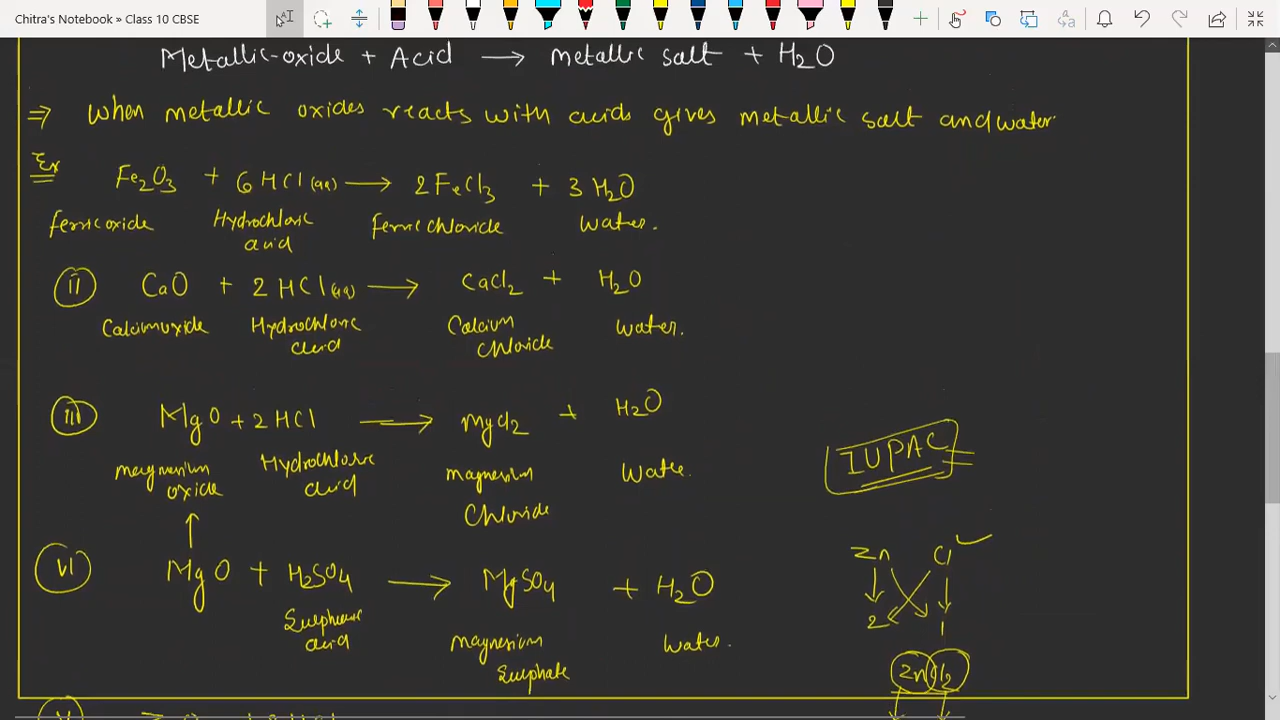 Chitra's Notebook » Class 10 CBSE
Metallic-oxide + Acid → metallic salt + H2O
⇒ When metallic oxides reacts with acids gives metallic salt and water
Ex Fe2O3 + 6HCl(aq) → 2FeCl3 + 3H2O
ferric oxide Hydrochloric acid ferric chloride water.
(ii) CaO + 2HCl(aq) → CaCl2 + H2O
Calcium oxide Hydrochloric acid Calcium Chloride water.
(iii) MgO + 2HCl → MgCl2 + H2O
magnesium oxide Hydrochloric acid magnesium Chloride Water.
IUPAC
(vi) MgO + H2SO4 → MgSO4 + H2O
Sulphuric acid magnesium Sulphate Water.
Zn Cl
2 1
ZnCl2